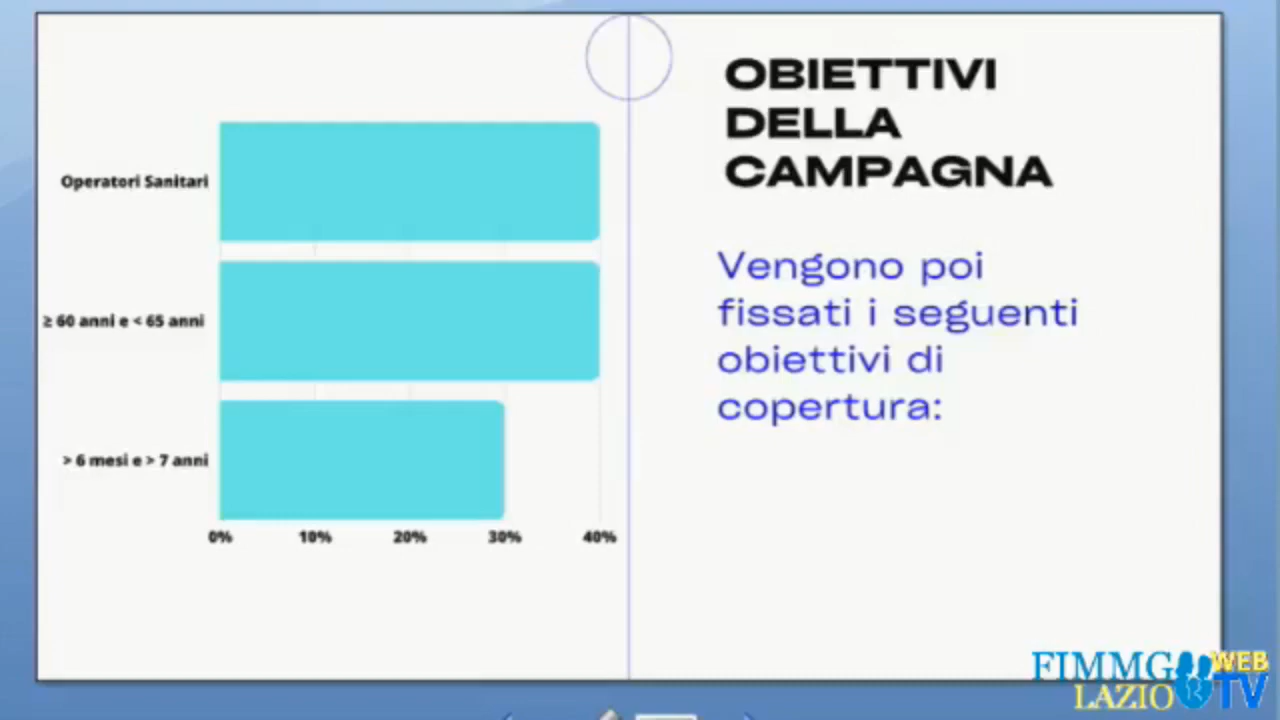 OBIETTIVI
DELLA
CAMPAGNA
Vengono poi
fissati i seguenti
obiettivi di
copertura:
Operatori Sanitari
≥ 60 anni e < 65 anni
> 6 mesi e > 7 anni
0% 10% 20% 30% 40%
FIMMG WEB
LAZIO TV